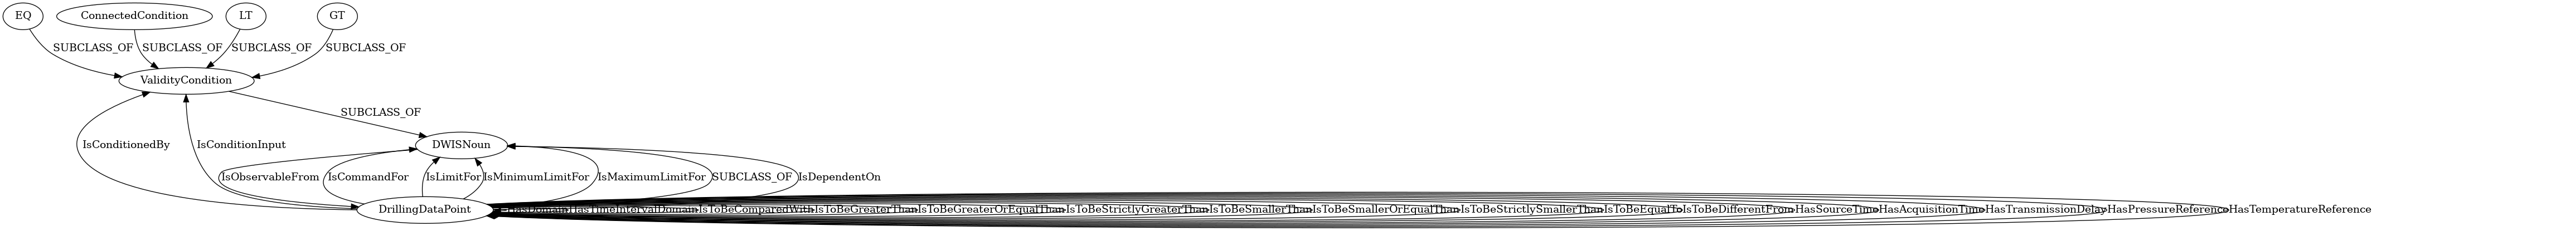 EQ
ConnectedCondition
LT
GT
SUBCLASS_OF
SUBCLASS_OF
SUBCLASS_OF
SUBCLASS_OF
ValidityCondition
SUBCLASS_OF
IsConditionedBy
IsConditionInput
DWISNoun
IsObservableFrom
IsCommandFor
IsLimitFor
IsMinimumLimitFor
IsMaximumLimitFor
SUBCLASS_OF
IsDependentOn
DrillingDataPoint
HasDomain
HasTimeIntervalDomain
IsToBeComparedWith
IsToBeGreaterThan
IsToBeGreaterOrEqualThan
IsToBeStrictlyGreaterThan
IsToBeSmallerThan
IsToBeSmallerOrEqualThan
IsToBeStrictlySmallerThan
IsToBeEqualTo
IsToBeDifferentFrom
HasSourceTime
HasAcquisitionTime
HasTransmissionDelay
HasPressureReference
HasTemperatureReference